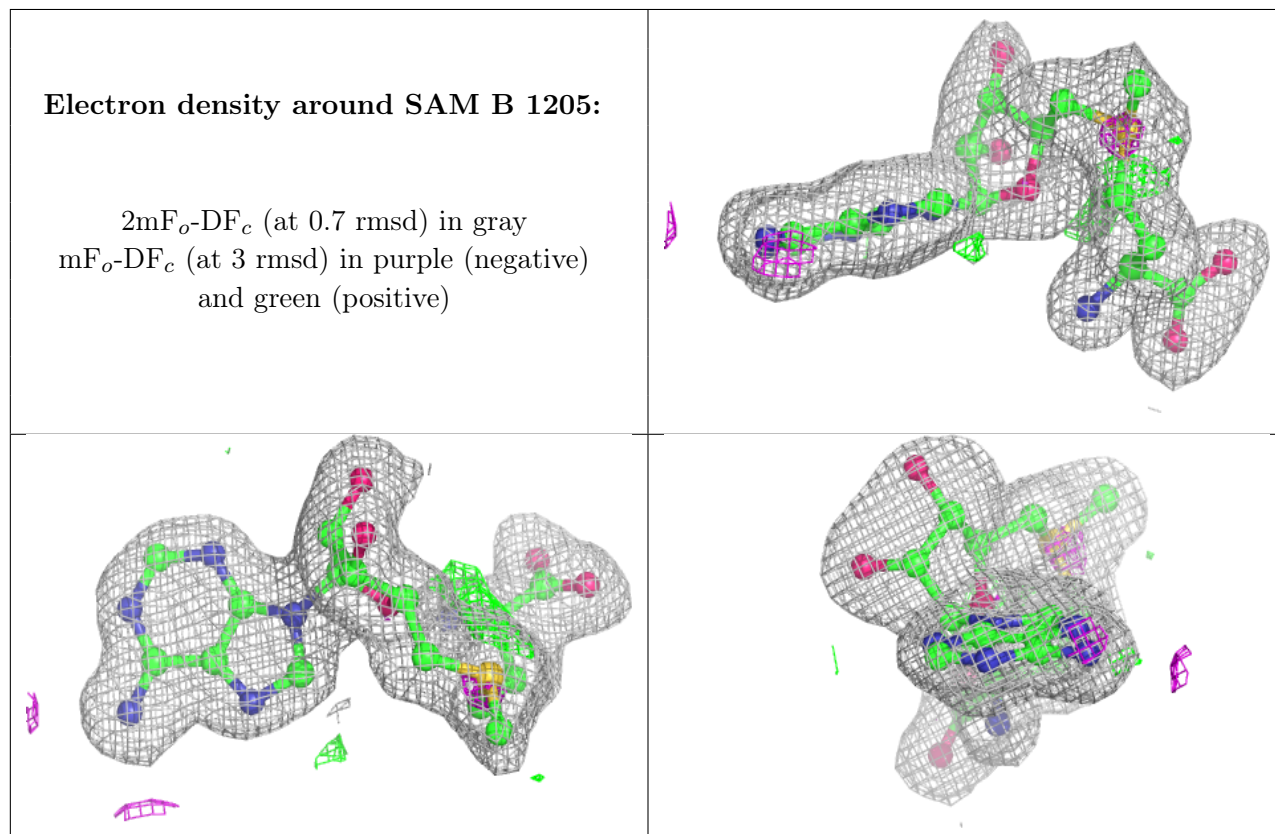 Electron density around SAM B 1205:
2mFo-DFc (at 0.7 rmsd) in gray
mFo-DFc (at 3 rmsd) in purple (negative)
and green (positive)